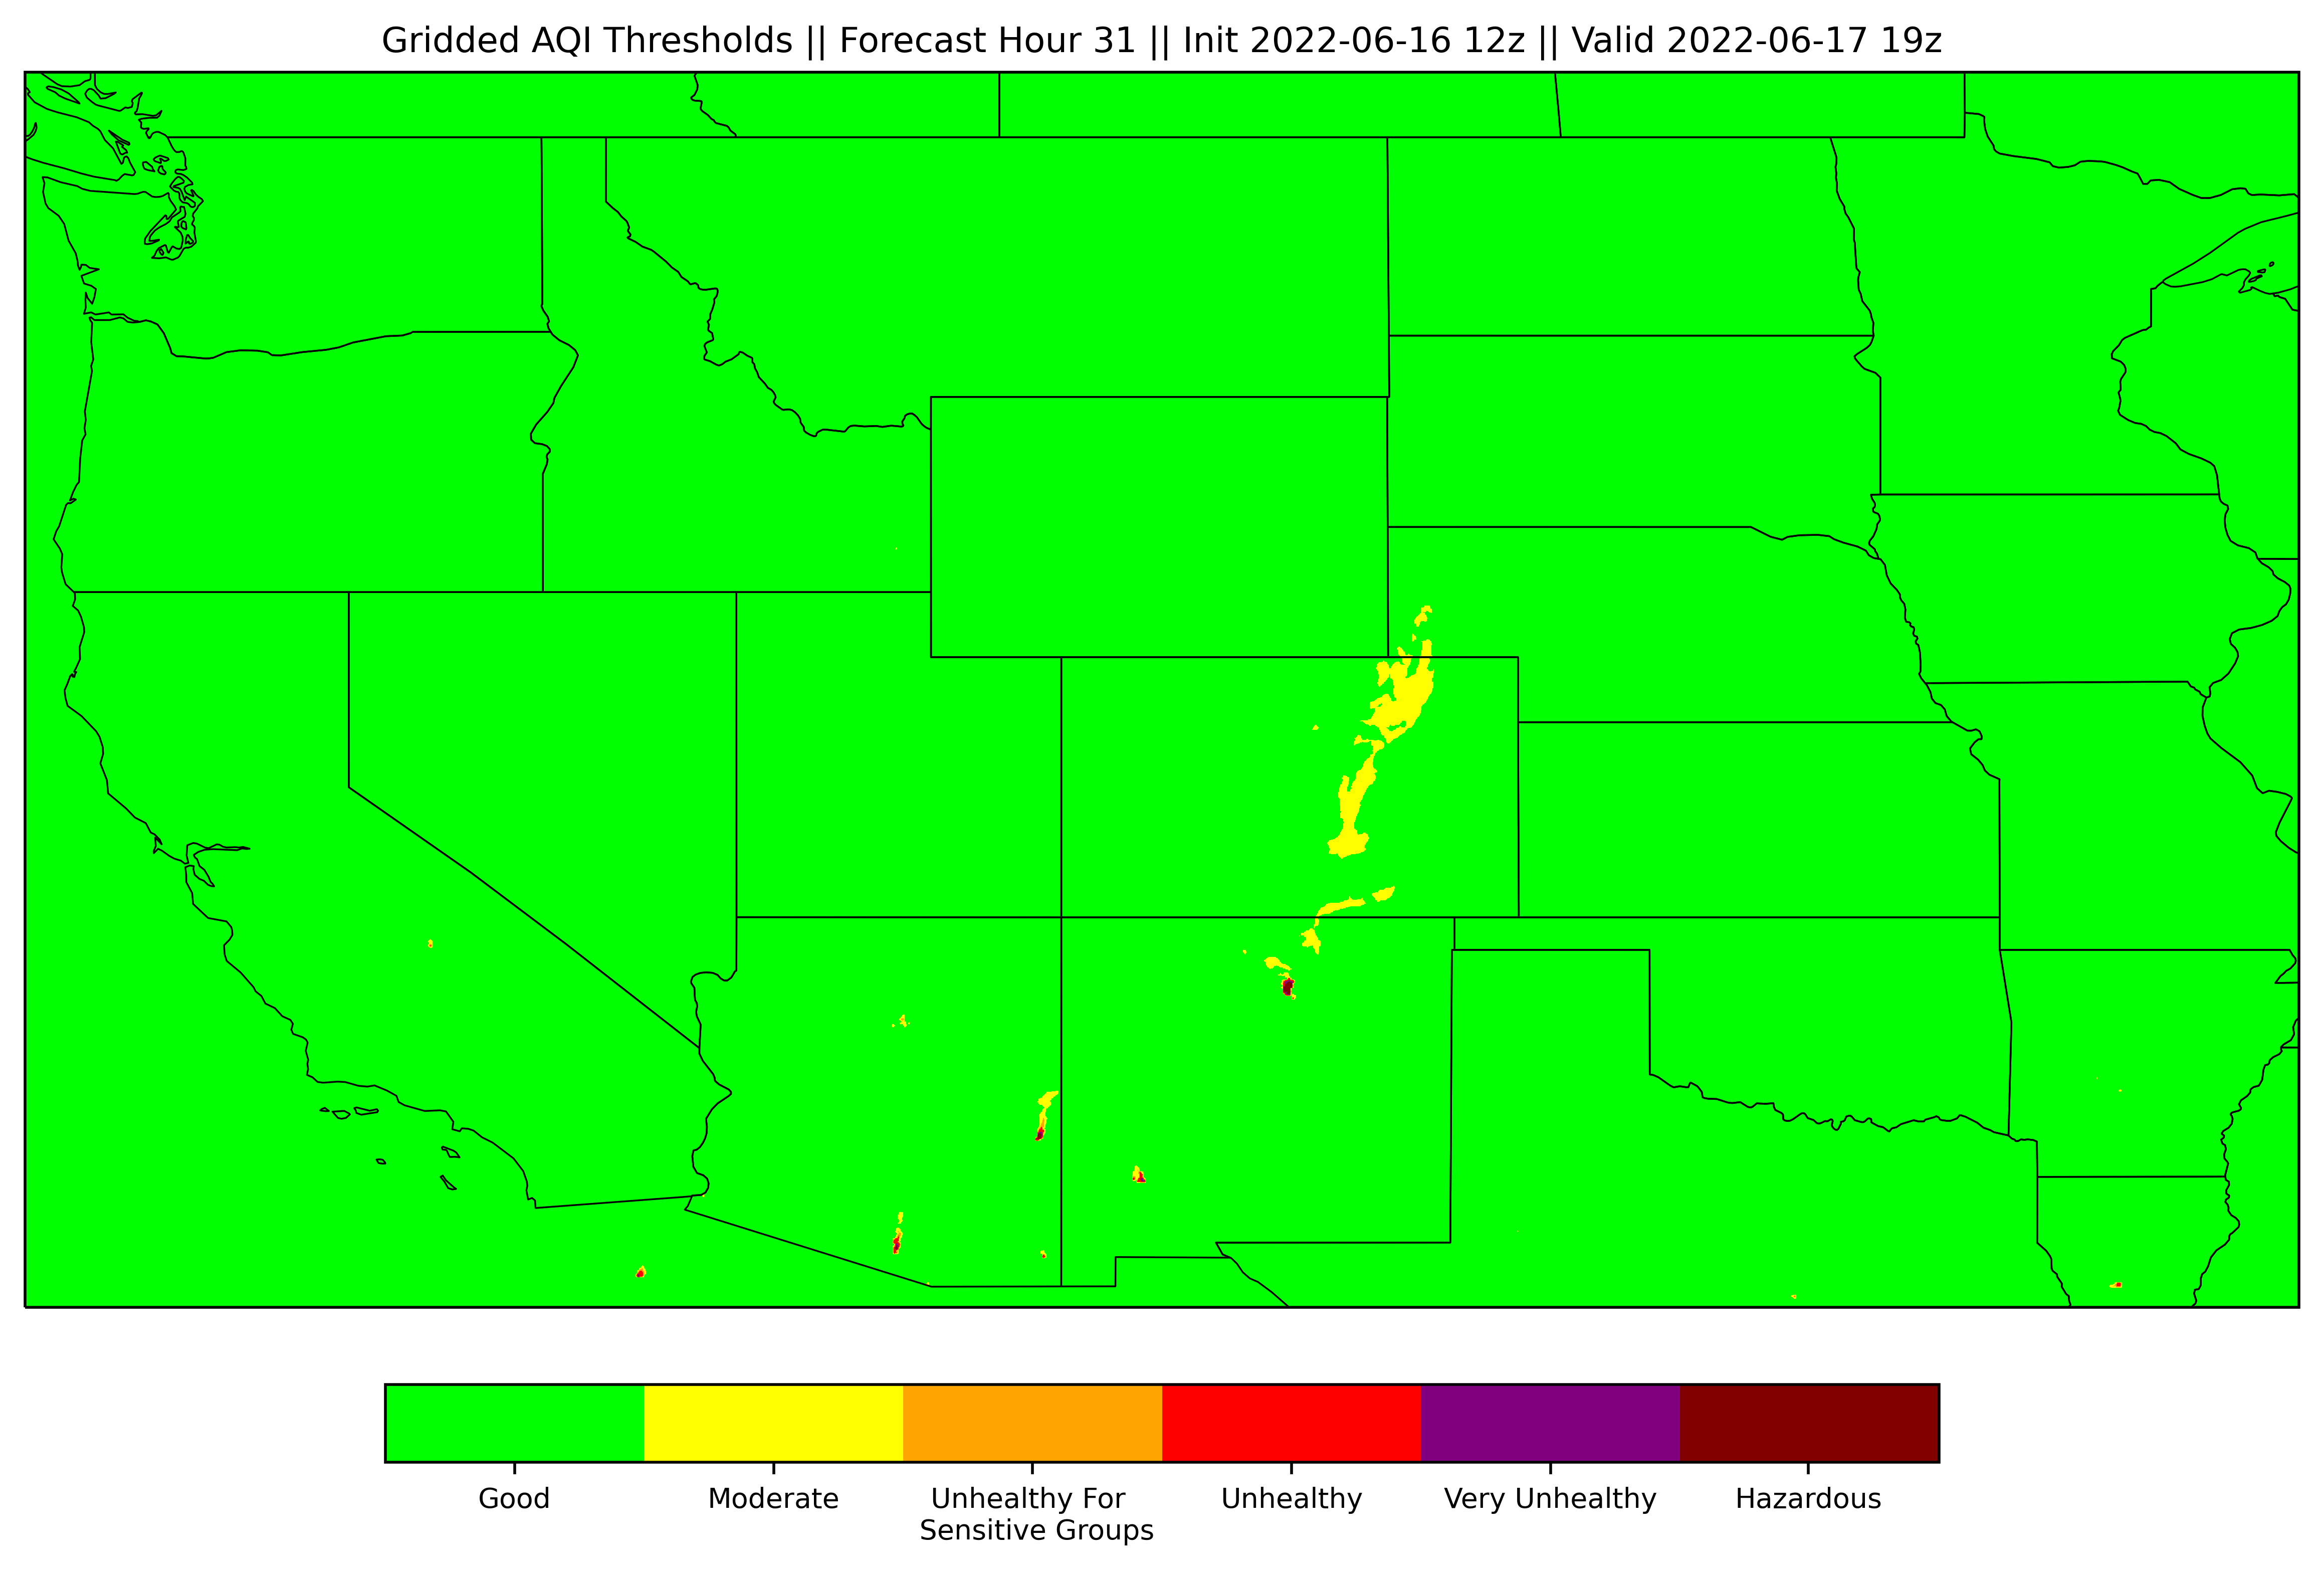 Gridded AQI Thresholds || Forecast Hour 31 || Init 2022-06-16 12z || Valid 2022-06-17 19z
Good
Moderate
Unhealthy For
Sensitive Groups
Unhealthy
Very Unhealthy
Hazardous